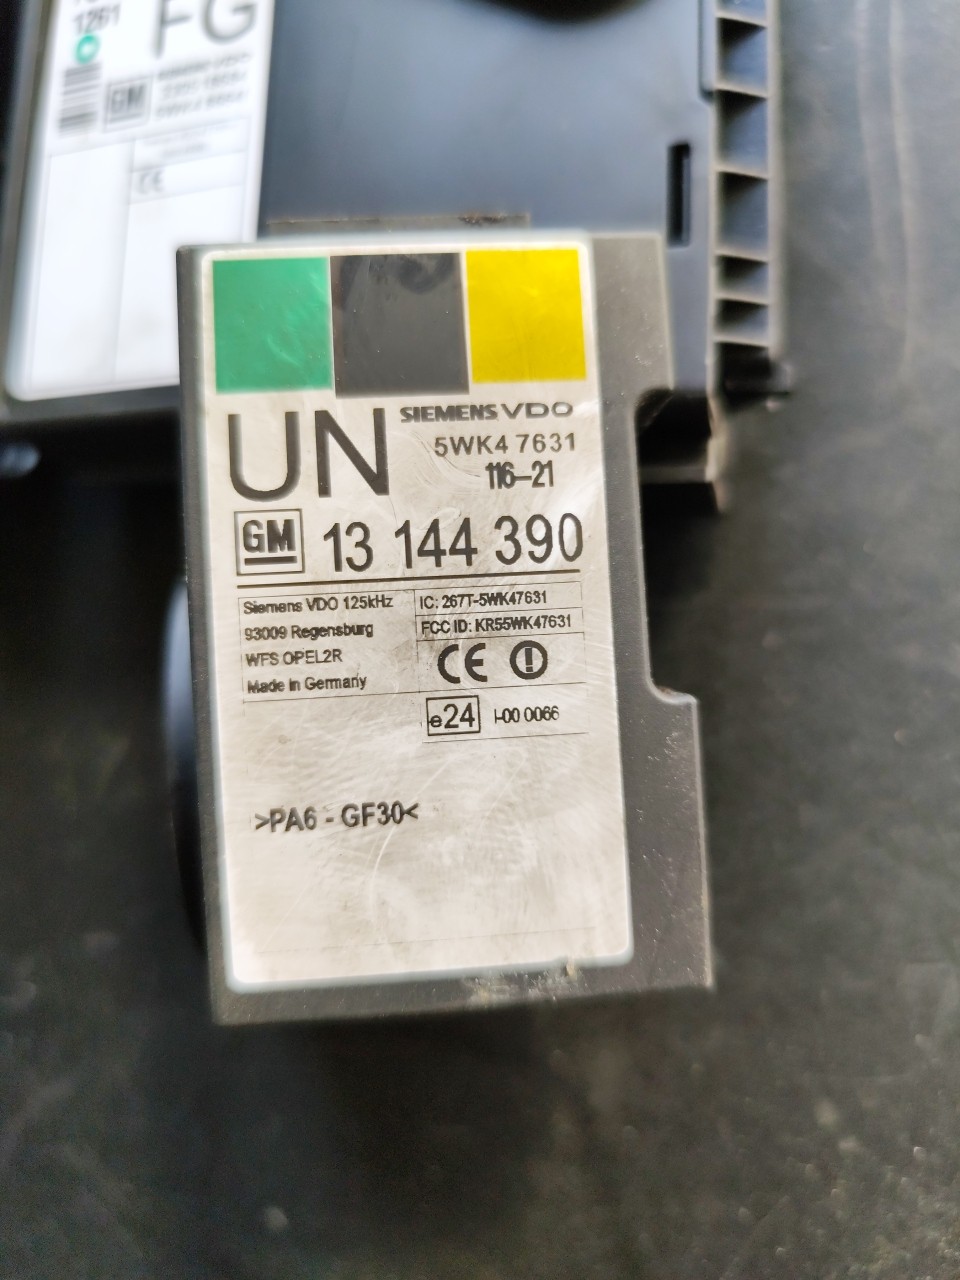 1261
FG
GM
CE
UN
SIEMENS VDO
5WK4 7631
116-21
GM 13 144 390
Siemens VDO 125kHz
93009 Regensburg
WFS OPEL2R
Made in Germany
IC: 267T-5WK47631
FCC ID: KR55WK47631
CE
e24 I-00 0066
>PA6 - GF30<